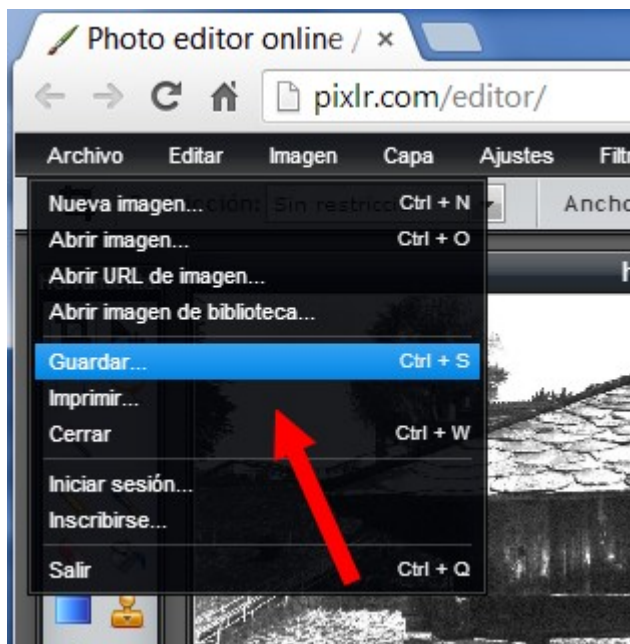 Photo editor online /
pixlr.com/editor/
Archivo Editar Imagen Capa Ajustes
Nueva imagen... Ctrl + N
Sin
Abrir imagen... Ctrl + O
Abrir URL de imagen...
Abrir imagen de biblioteca...
Guardar... Ctrl + S
Imprimir...
Cerrar Ctrl + W
Iniciar sesión...
Inscribirse...
Salir Ctrl + Q